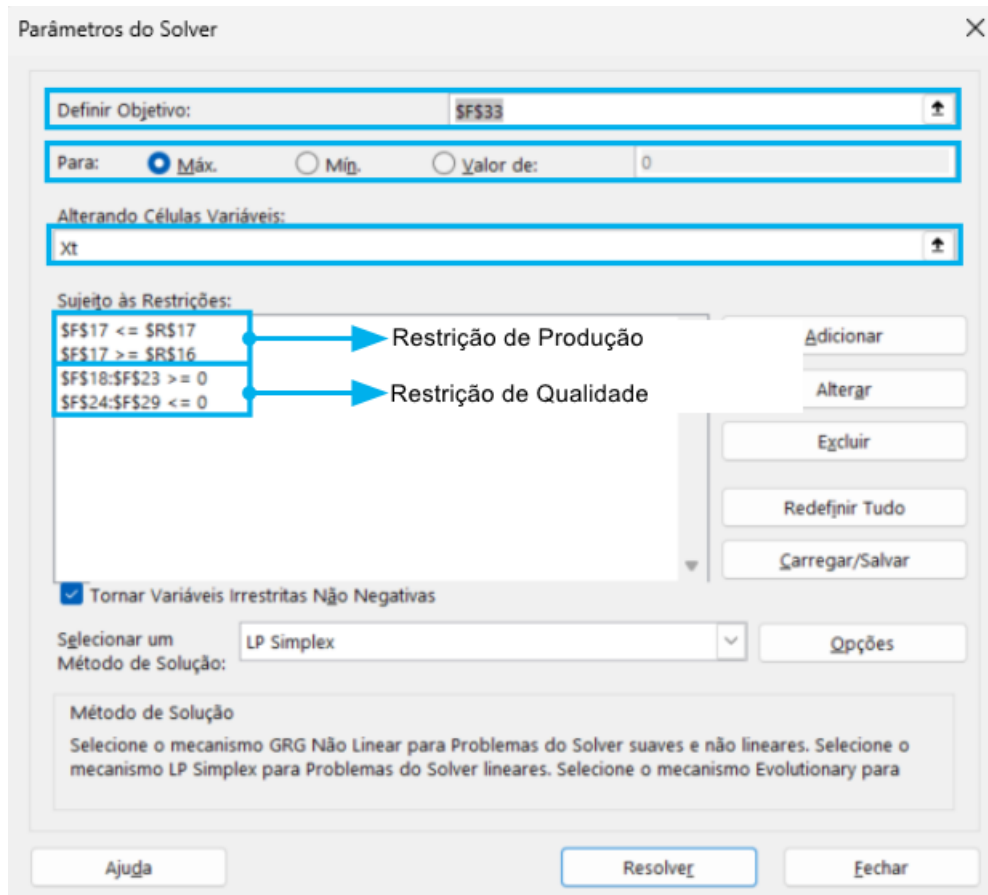 Parâmetros do Solver
Definir Objetivo: $F$33
Para: Máx. Mín. Valor de: 0
Alterando Células Variáveis:
Xt
Sujeito às Restrições:
$F$17 <= $R$17
$F$17 >= $R$16
Restrição de Produção
$F$18:$F$23 >= 0
$F$24:$F$29 <= 0
Restrição de Qualidade
Adicionar
Alterar
Excluir
Redefinir Tudo
Carregar/Salvar
Tornar Variáveis Irrestritas Não Negativas
Selecionar um
Método de Solução:
LP Simplex
Opções
Método de Solução
Selecione o mecanismo GRG Não Linear para Problemas do Solver suaves e não lineares. Selecione o
mecanismo LP Simplex para Problemas do Solver lineares. Selecione o mecanismo Evolutionary para
Ajuda Resolver Fechar